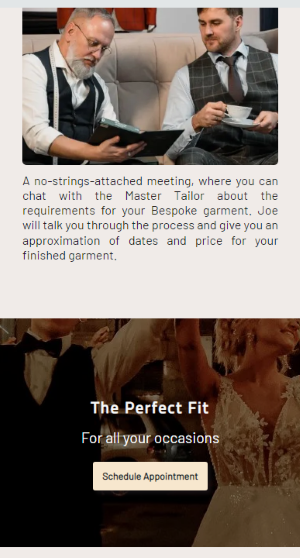 A no-strings-attached meeting, where you can
chat with the Master Tailor about the
requirements for your Bespoke garment. Joe
will talk you through the process and give you an
approximation of dates and price for your
finished garment.
The Perfect Fit
For all your occasions
Schedule Appointment